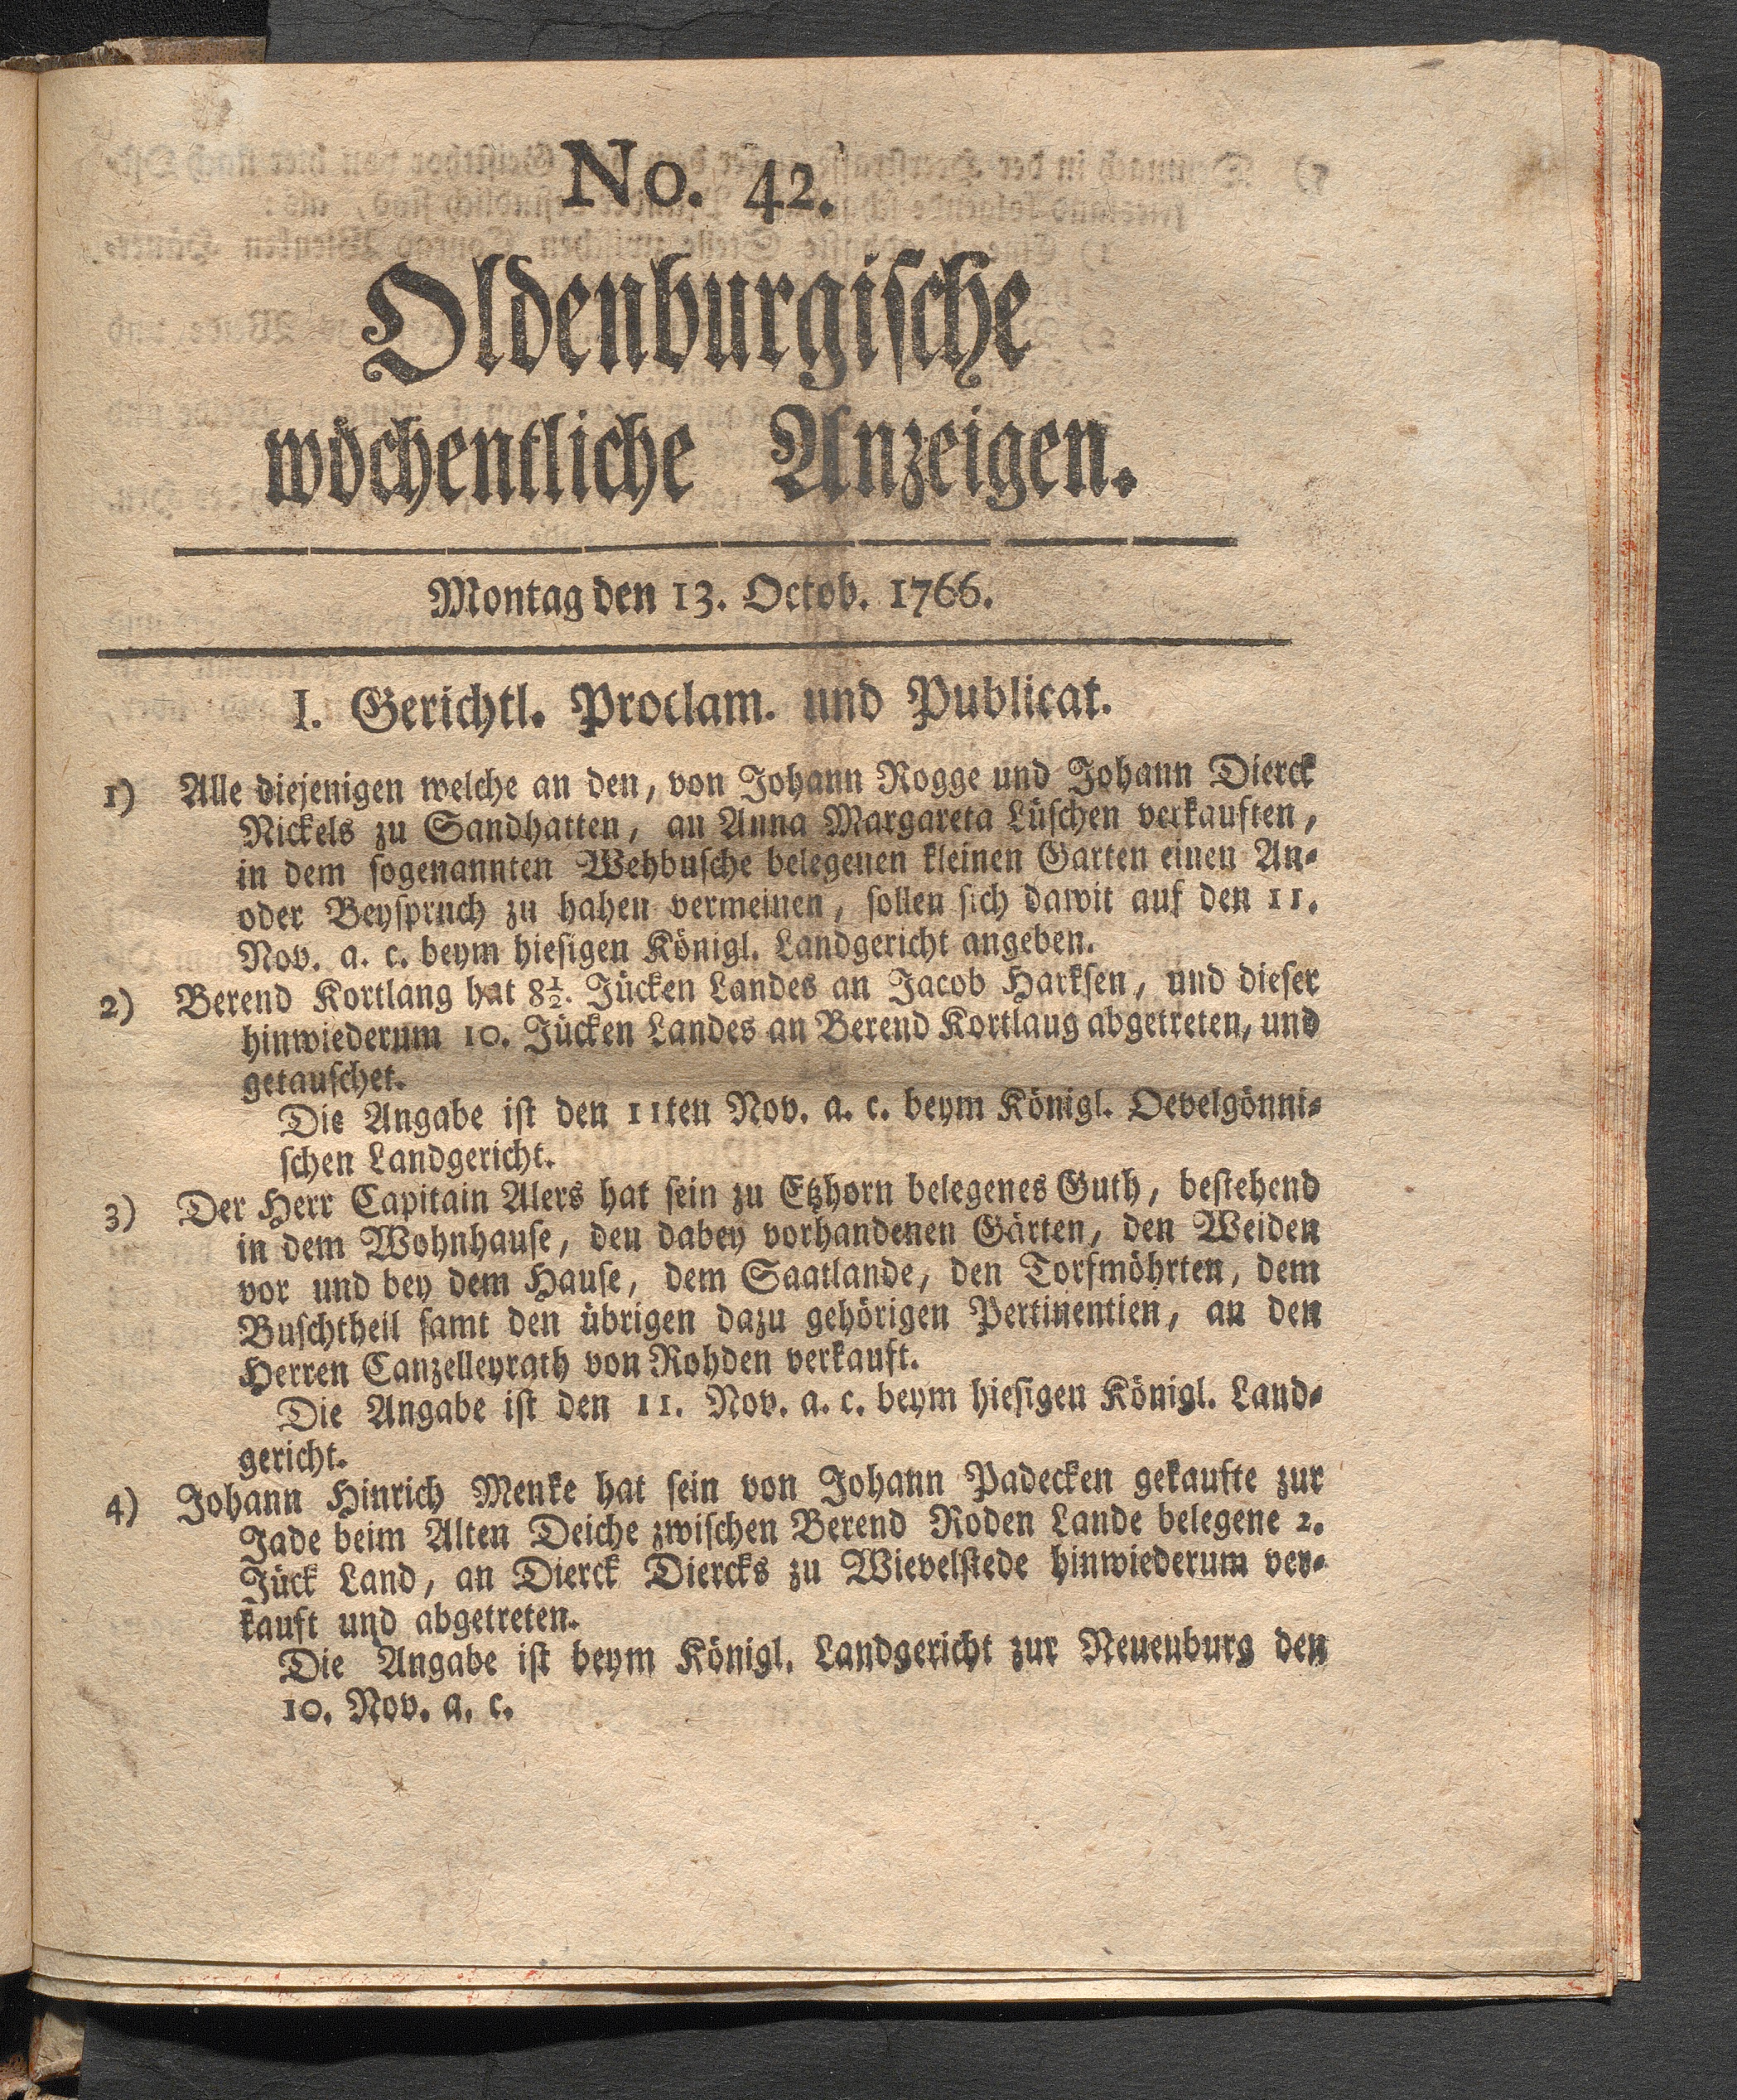 No. 42.
Oldenburgische
wöchentliche Anzeigen.
Montag den 13. Octob. 1766.
I. Gerichtl. Proclam. und Publicat.
1) Alle diejenigen welche an den, von Johann Rogge und Johann Dierck
Nickels zu Sandhatten, an Anna Margareta Lüschen verkauften,
in dem sogenannten Weybusche belegenen kleinen Garten einen An-
oder Beyspruch zu hahen vermeinen, sollen sich dawit auf den 11.
Nov. a. c. beym hiesigen Königl. Landgericht angeben.
2) Berend Kortlang hat 8 1/2. Jücken Landes an Jacob Harksen, und dieser
hinwiederum 10. Jücken Landes an Berend Kortlaug abgetreten, und
getauschet.
Die Angabe ist den 11ten Nov. a. c. beym Königl. Oevelgönni-
schen Landgericht.
3) Der Herr Capitain Alers hat sein zu Etzhorn belegenes Guth, bestehend
in dem Wohnhause, den dabey vorhandenen Gärten, den Weiden
vor und bey dem Hause, dem Saatlande, den Torfmöhrten, dem
Buschtheil samt den übrigen dazu gehörigen Pertinentien, an den
Herren Canzelleyrath von Rohden verkauft.
Die Angabe ist den 11. Nov. a. c. beym hiesigen Königl. Land-
gericht.
4) Johann Hinrich Menke hat sein von Johann Padecken gekaufte zur
Jade beim Alten Deiche zwischen Berend Roden Lande belegene 2.
Jück Land, an Dierck Diercks zu Wievelstede hinwiederum ver-
kauft und abgetreten.
Die Angabe ist beym Königl. Landgericht zur Neuenburg den
10. Nov. a. c.